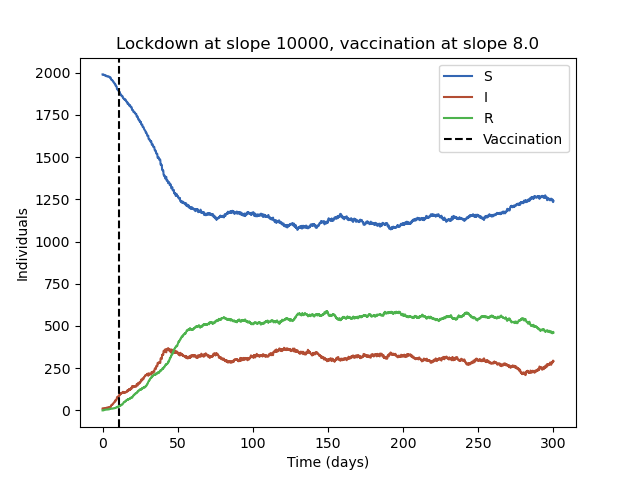 Lockdown at slope 10000, vaccination at slope 8.0
S
I
R
Vaccination
Individuals
2000
1750
1500
1250
1000
750
500
250
0
0 50 100 150 200 250 300
Time (days)